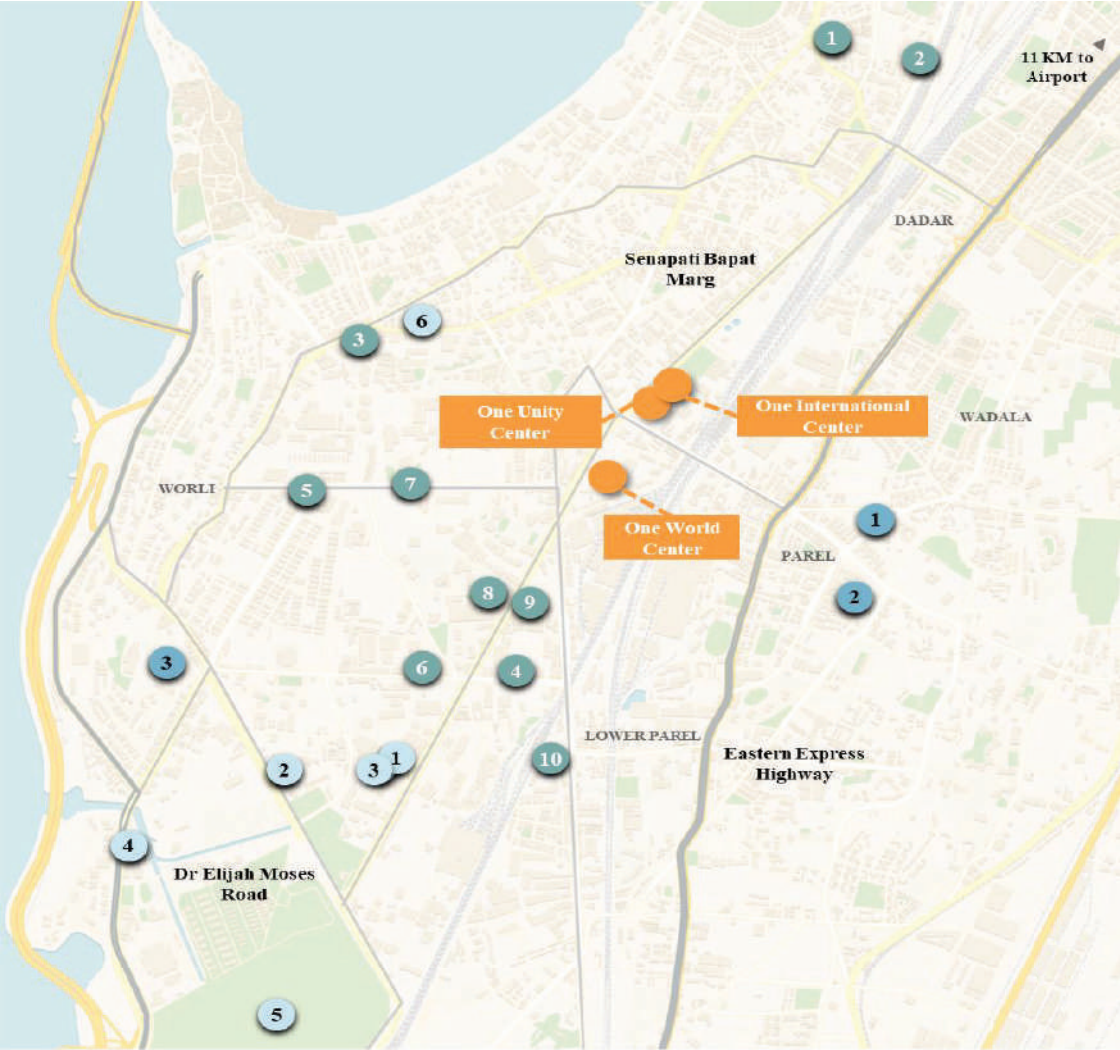 1
2
11 KM to
Airport
DADAR
Senapati Bapat
Marg
6
3
One Unity
Center
One International
Center
WADALA
WORLI
5
7
One World
Center
1
PAREL
2
8
9
3
6
4
LOWER PAREL
10
Eastern Express
Highway
2
3
1
4
Dr Elijah Moses
Road
5